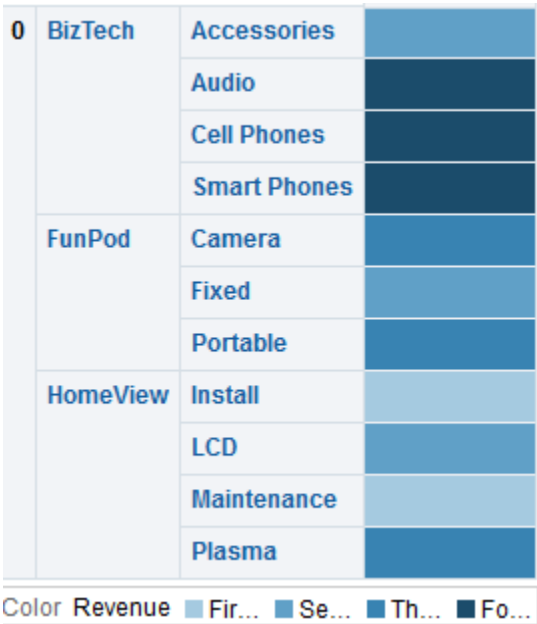 0 BizTech Accessories
Audio
Cell Phones
Smart Phones
FunPod Camera
Fixed
Portable
HomeView Install
LCD
Maintenance
Plasma
Color Revenue Fir... Se... Th... Fo...